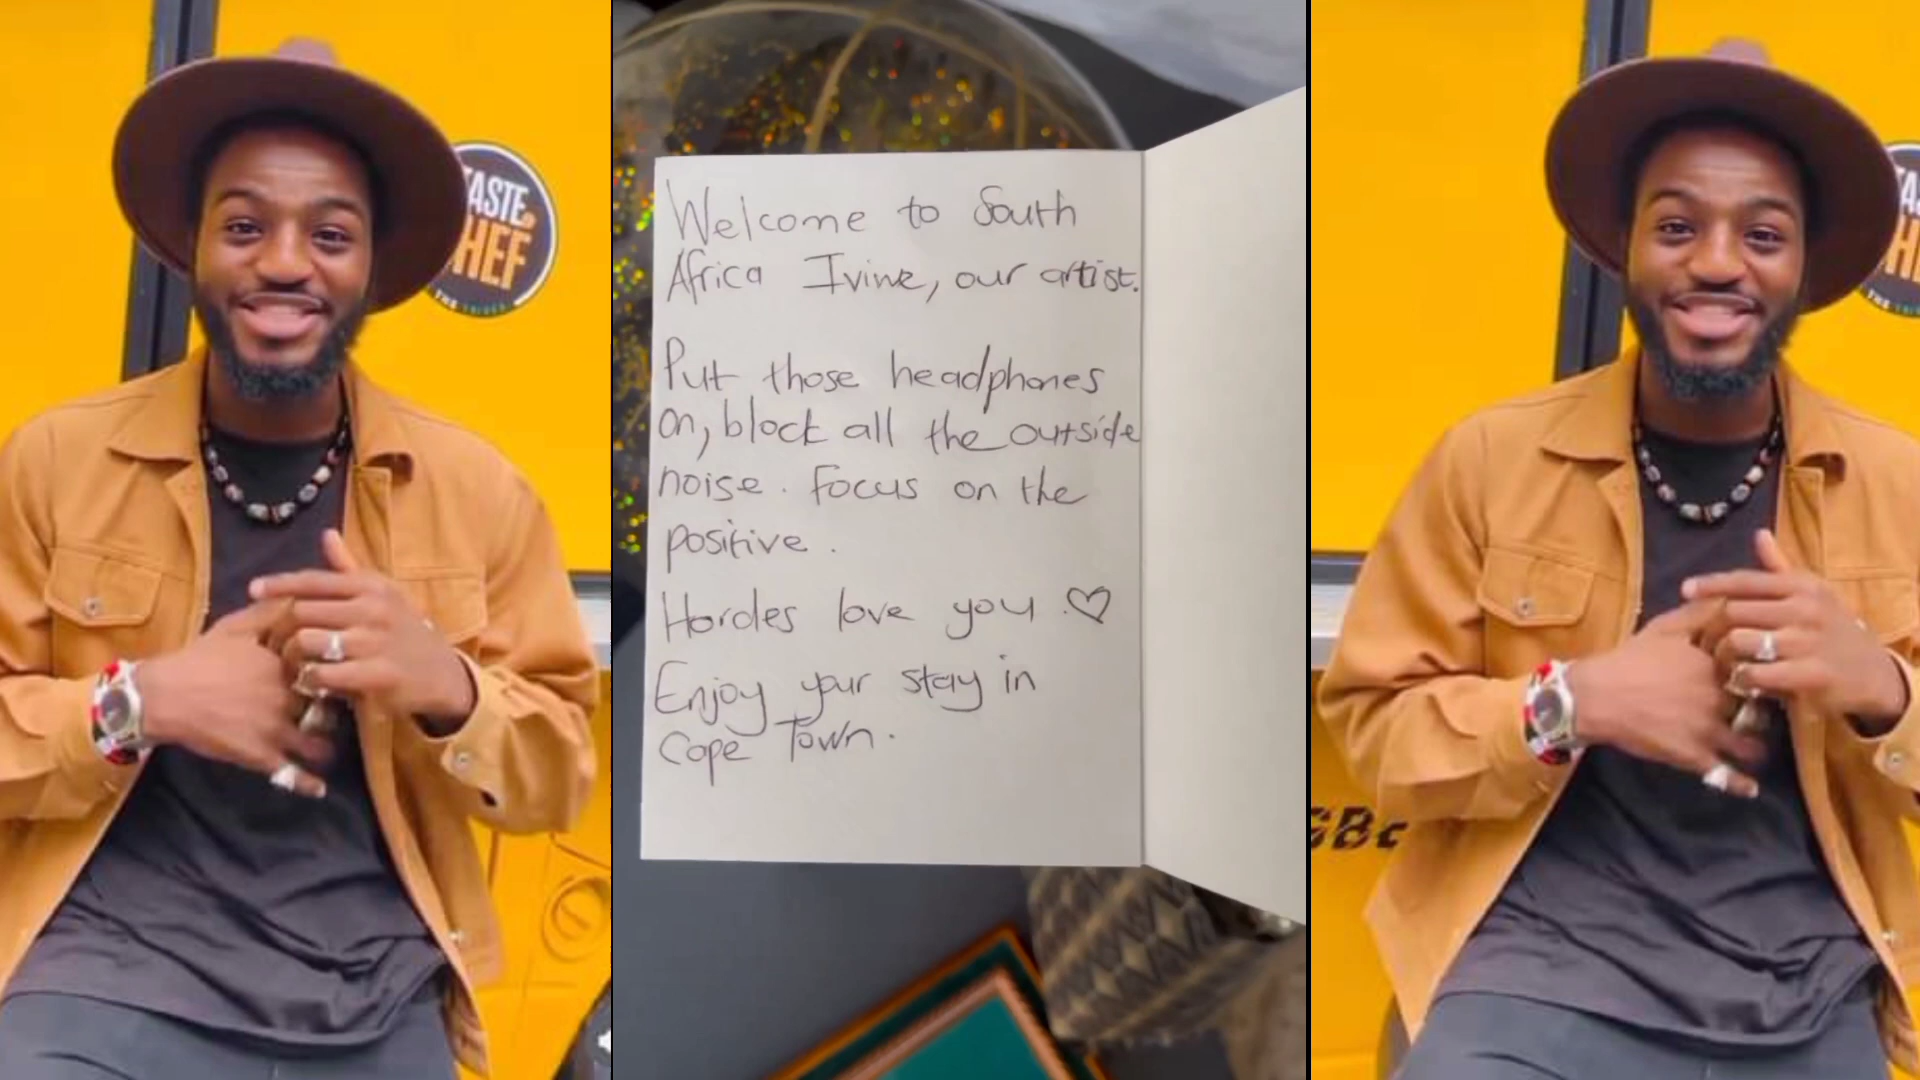 TASTE
HEF
THE
Welcome to South
Africa Ivine, our artist.
Put those headphones
on, block all the outside
noise. Focus on the
positive.
Hordes love you. ♡
Enjoy your stay in
Cape Town.